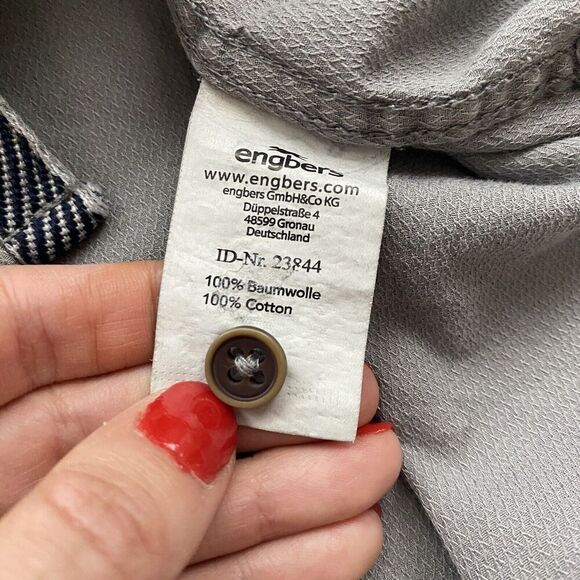 engbers
www.engbers.com
engbers GmbH&Co KG
Düppelstraße 4
48599 Gronau
Deutschland
ID-Nr. 23844
100% Baumwolle
100% Cotton